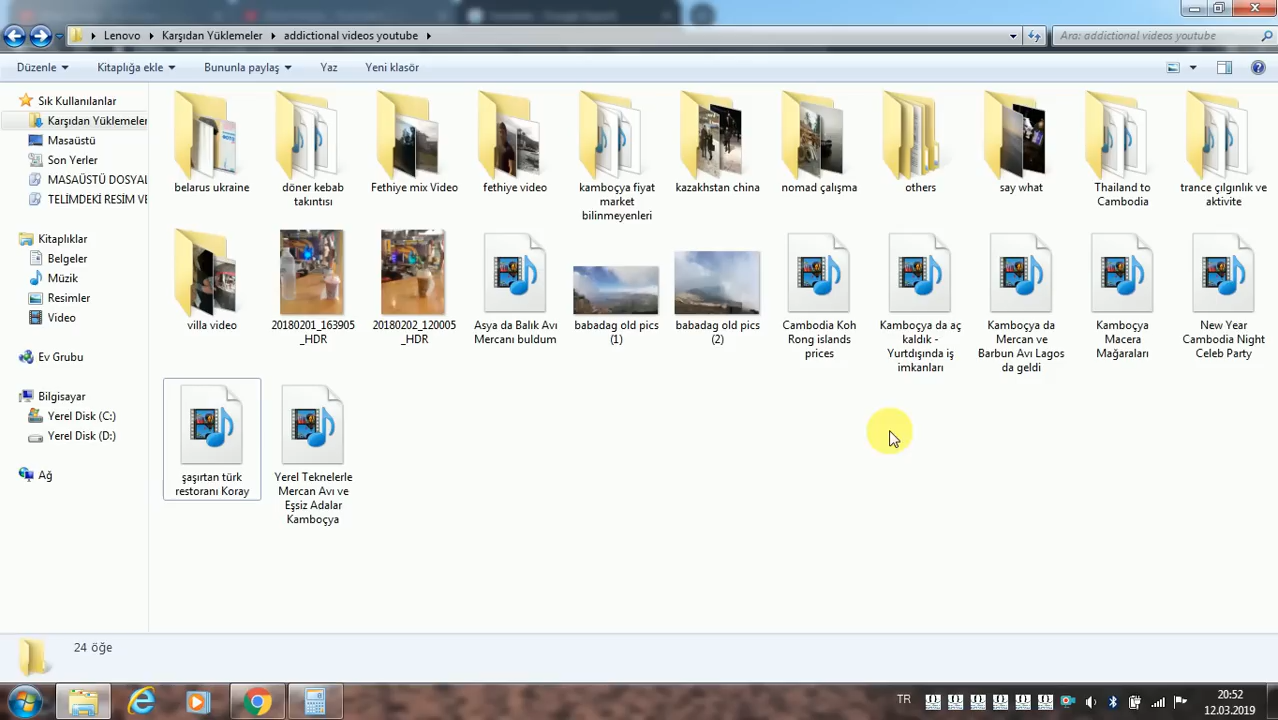 Lenovo
Karşıdan Yüklemeler
addictional videos youtube
Ara: addictional videos youtube
Düzenle
Kitaplığa ekle
Bununla paylaş
Yaz
Yeni klasör
Sık Kullanılanlar
Karşıdan Yüklemeler
Masaüstü
Son Yerler
MASAÜSTÜ DOSYAL
TELİMDEKİ RESİM VE
Kitaplıklar
Belgeler
Müzik
Resimler
Video
Ev Grubu
Bilgisayar
Yerel Disk (C:)
Yerel Disk (D:)
Ağ
belarus ukraine
döner kebab
takıntısı
Fethiye mix Video
fethiye video
kamboçya fiyat
market
bilinmeyenleri
kazakhstan china
nomad çalışma
others
say what
Thailand to
Cambodia
trance çılgınlık ve
aktivite
villa video
20180201_163905
_HDR
20180202_120005
_HDR
Asya da Balık Avı
Mercanı buldum
babadag old pics
(1)
babadag old pics
(2)
Cambodia Koh
Rong islands
prices
Kamboçya da aç
kaldık -
Yurtdışında iş
imkanları
Kamboçya da
Mercan ve
Barbun Avı Lagos
da geldi
Kamboçya
Macera
Mağaraları
New Year
Cambodia Night
Celeb Party
şaşırtan türk
restoranı Koray
Yerel Teknelerle
Mercan Avı ve
Eşsiz Adalar
Kamboçya
24 öğe
TR
20:52
12.03.2019